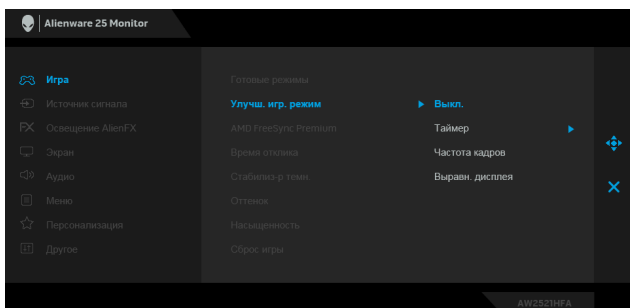 Alienware 25 Monitor
Игра
Источник сигнала
Освещение AlienFX
Экран
Аудио
Меню
Персонализация
Другое
Готовые режимы
Улучш. игр. режим
AMD FreeSync Premium
Время отклика
Стабилиз-р темн.
Оттенок
Насыщенность
Сброс игры
Выкл.
Таймер
Частота кадров
Выравн. дисплея
AW2521HFA